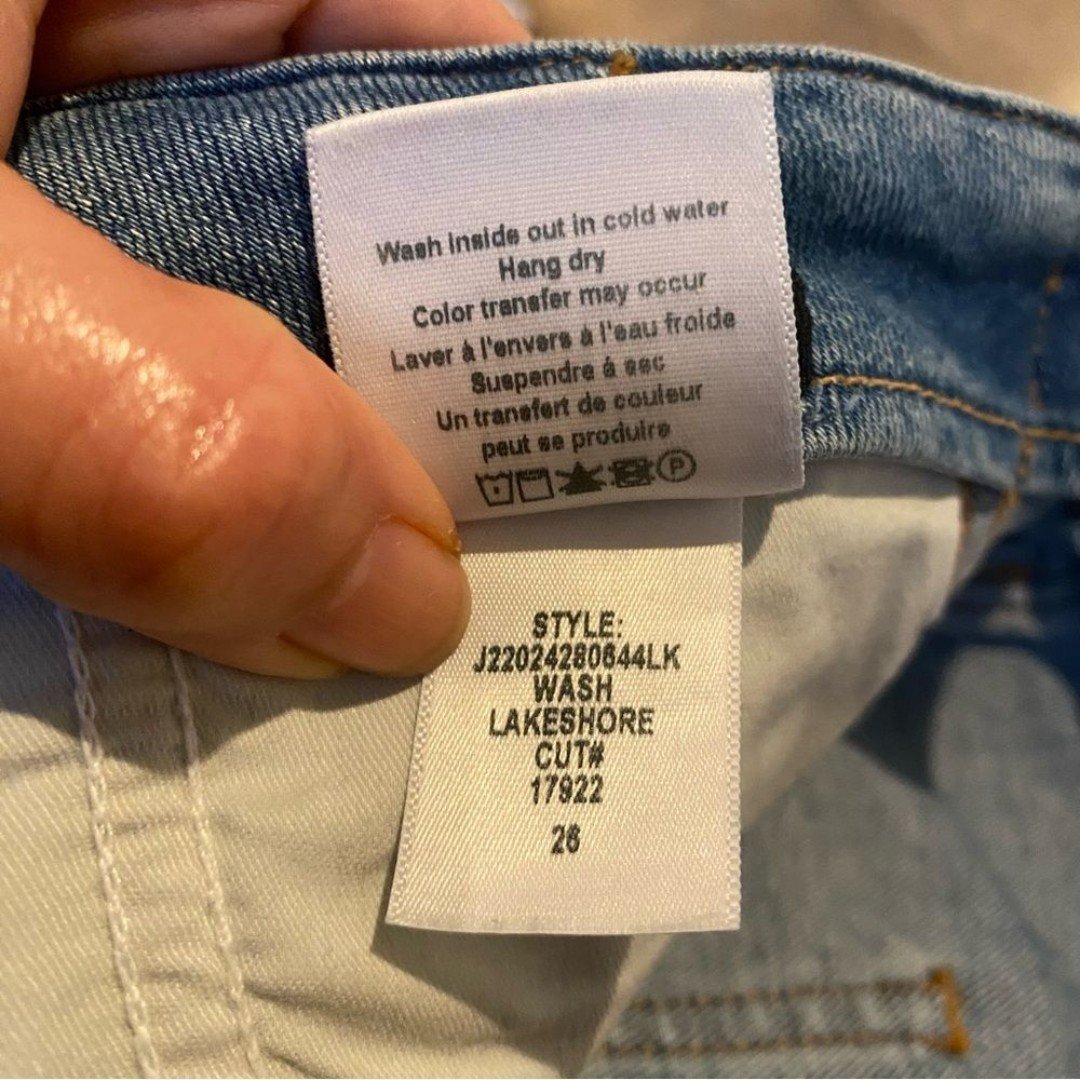 Wash inside out in cold water
Hang dry
Color transfer may occur
Laver à l'envers à l'eau froide
Suspendre à sec
Un transfert de couleur
peut se produire
P
STYLE:
J22024280644LK
WASH
LAKESHORE
CUT#
17922
26